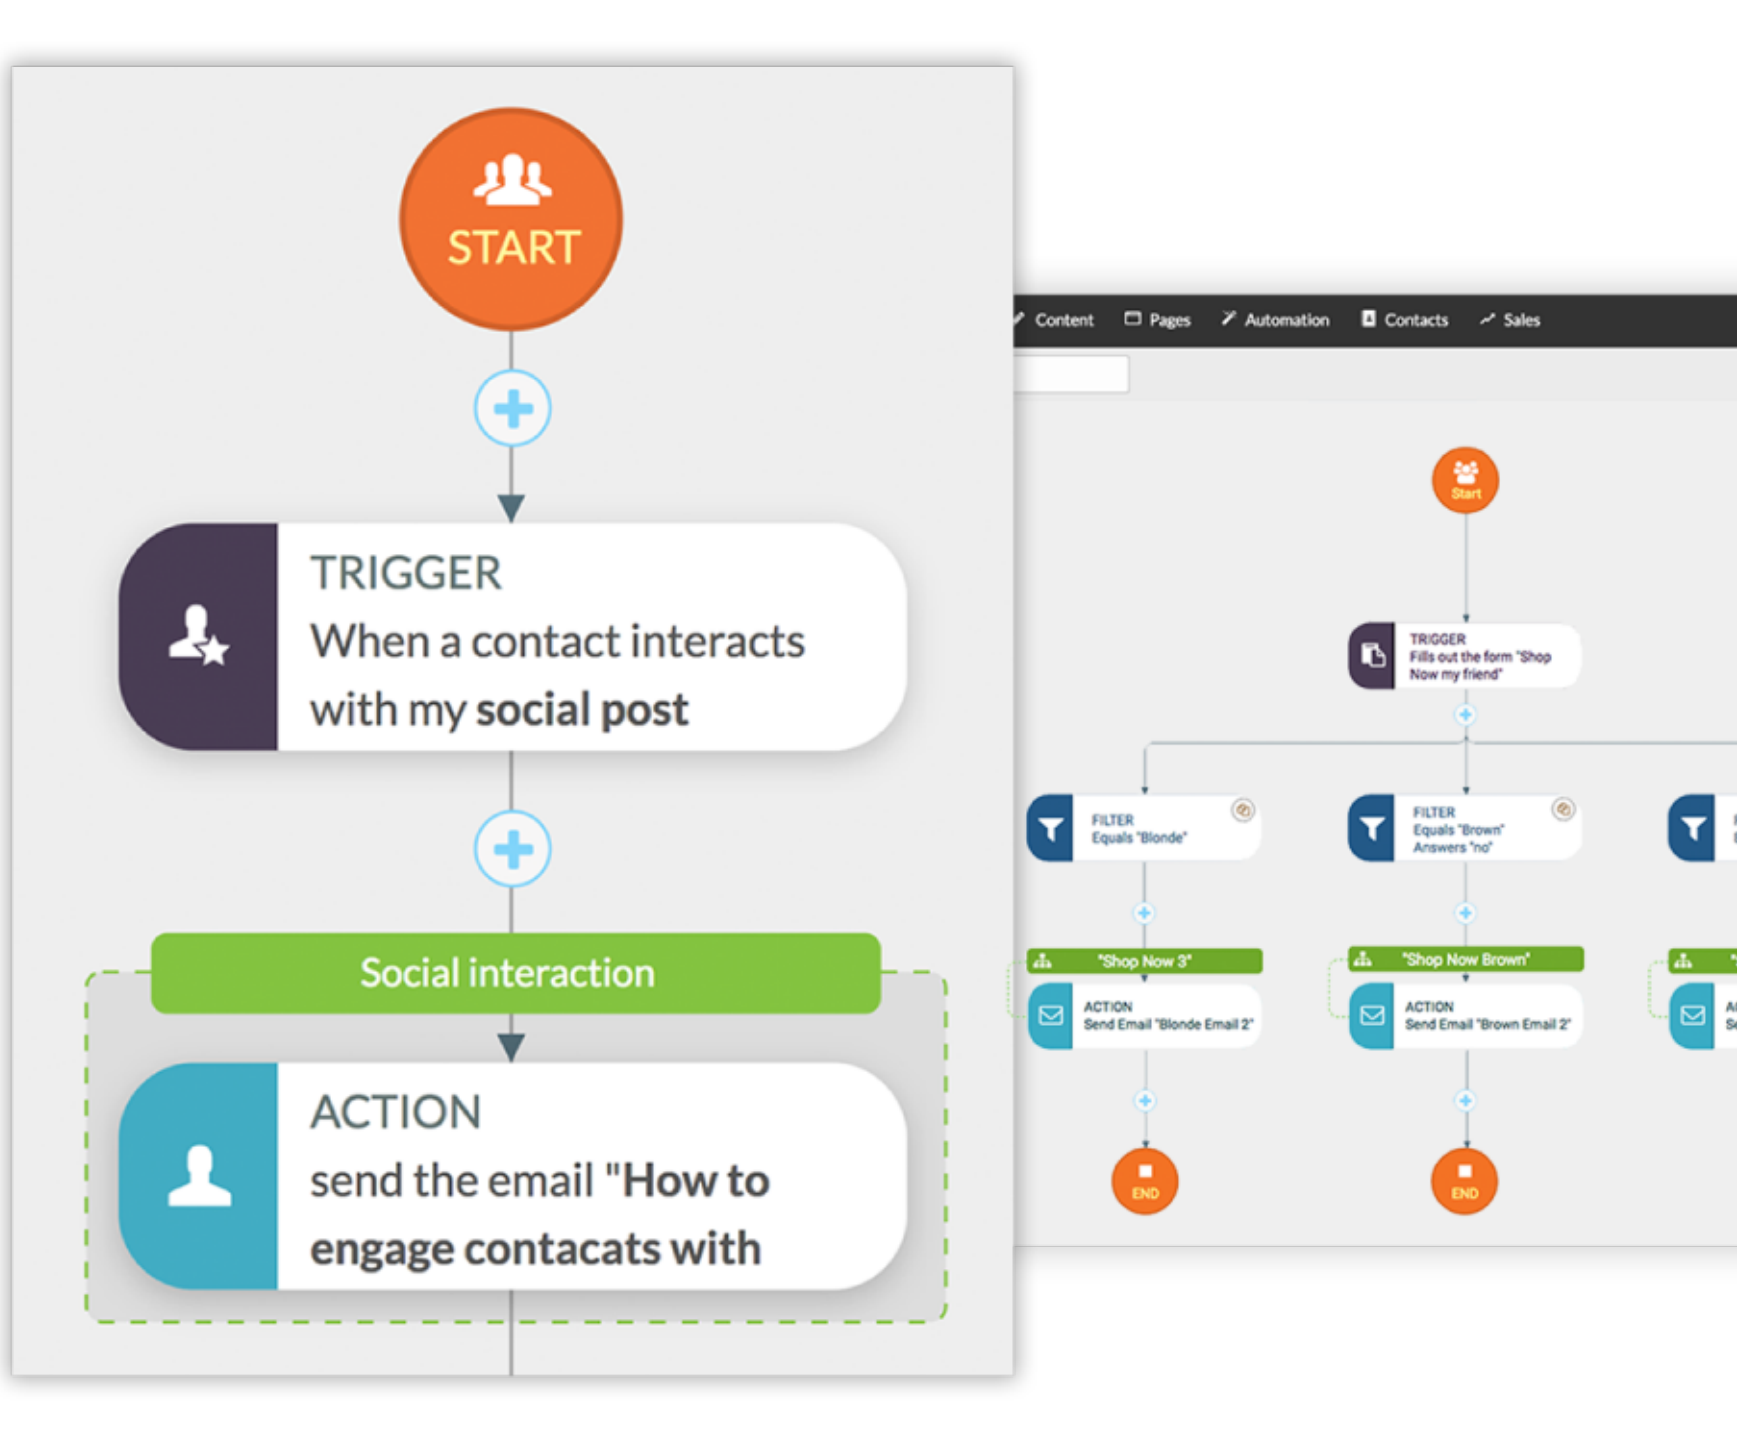 START
TRIGGER
When a contact interacts
with my social post
Social interaction
ACTION
send the email "How to
engage contacats with
Content Pages Automation Contacts Sales
Start
TRIGGER
Fills out the form "Shop
Now my friend"
FILTER
Equals "Blonde"
FILTER
Equals "Brown"
Answers "no"
"Shop Now 3"
ACTION
Send Email "Blonde Email 2"
"Shop Now Brown"
ACTION
Send Email "Brown Email 2"
END
END